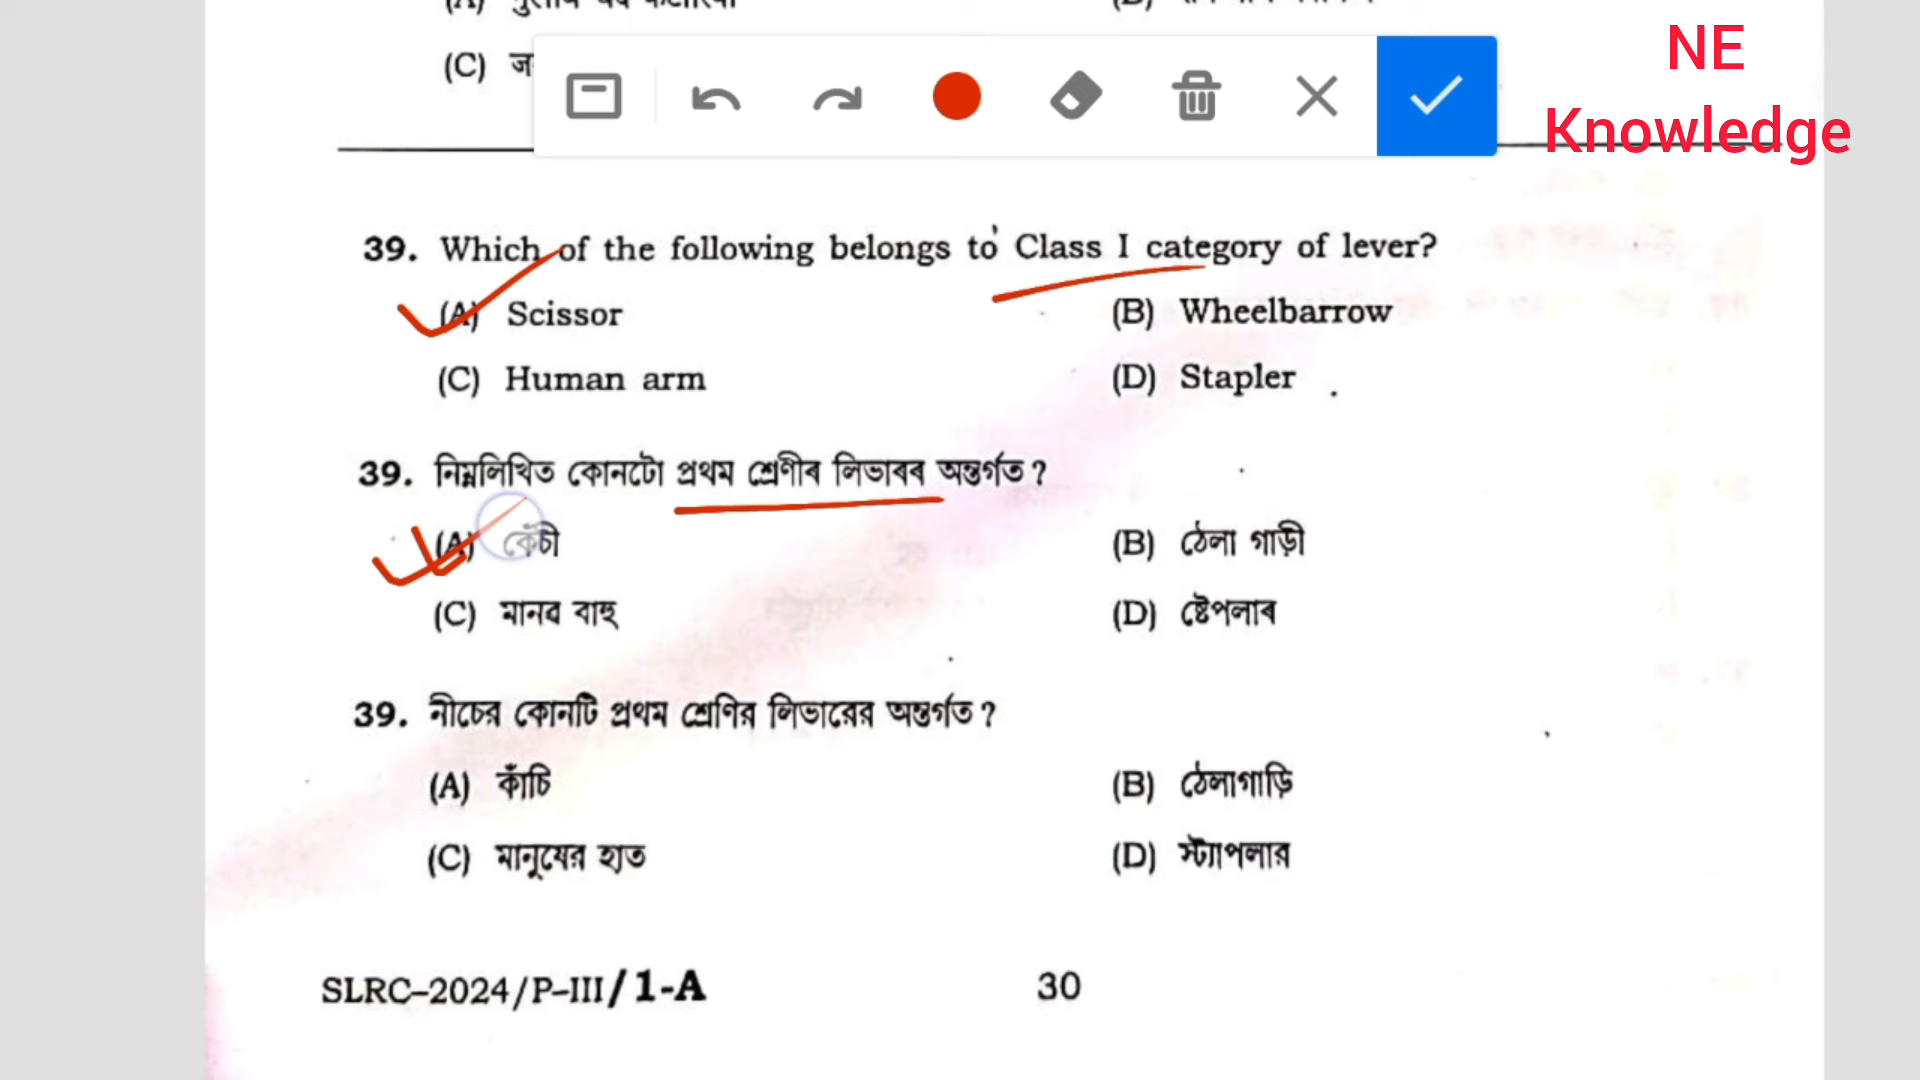 (C)
NE
Knowledge
39. Which of the following belongs to Class I category of lever?
(A) Scissor (B) Wheelbarrow
(C) Human arm (D) Stapler
39. নিম্নলিখিত কোনটো প্ৰথম শ্ৰেণীৰ লিভাৰৰ অন্তৰ্গত ?
(A) কেঁচী (B) ঠেলা গাড়ী
(C) মানৱ বাহু (D) ষ্টেপলাৰ
39. নীচের কোনটি প্রথম শ্রেণির লিভারের অন্তর্গত ?
(A) কাঁচি (B) ঠেলাগাড়ি
(C) মানুষের হাত (D) স্ট্যাপলার
SLRC–2024/P–III/1-A 30